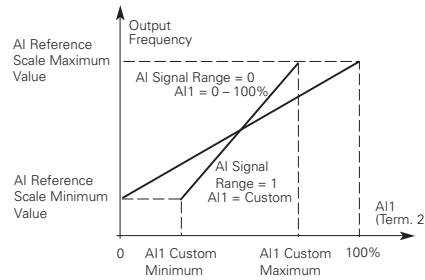 Output
Frequency
AI Reference
Scale Maximum
Value
AI Signal Range = 0
AI1 = 0 – 100%
AI Signal
Range = 1
AI1 = Custom
AI Reference
Scale Minimum
Value
AI1
(Term. 2
0
AI1 Custom
Minimum
AI1 Custom
Maximum
100%